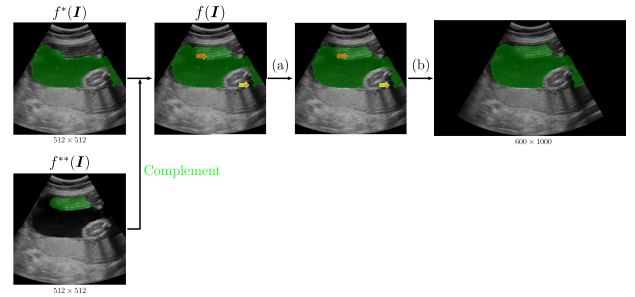 f*(I) f(I)
(a) (b)
512 × 512 600 × 1000
f**(I)
Complement
512 × 512